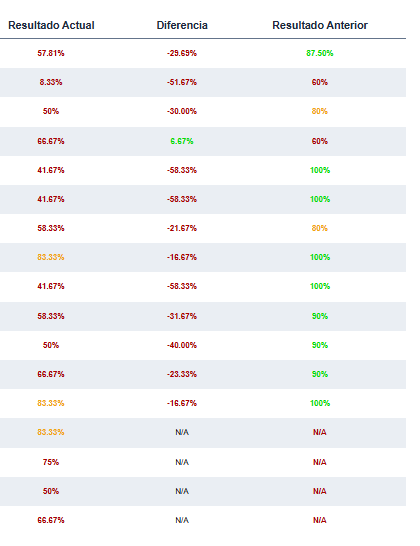 Resultado Actual Diferencia Resultado Anterior
57.81% -29.69% 87.50%
8.33% -51.67% 60%
50% -30.00% 80%
66.67% 6.67% 60%
41.67% -58.33% 100%
41.67% -58.33% 100%
58.33% -21.67% 80%
83.33% -16.67% 100%
41.67% -58.33% 100%
58.33% -31.67% 90%
50% -40.00% 90%
66.67% -23.33% 90%
83.33% -16.67% 100%
83.33% N/A N/A
75% N/A N/A
50% N/A N/A
66.67% N/A N/A